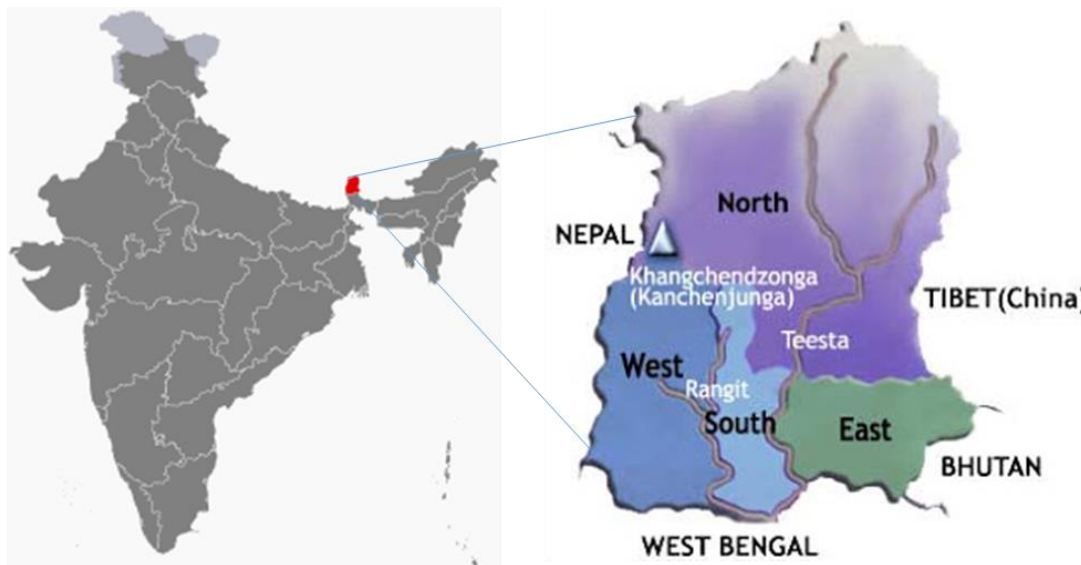 North
NEPAL
Khangchendzonga
(Kanchenjunga)
TIBET(China)
Teesta
West
Rangit
South
East
BHUTAN
WEST BENGAL